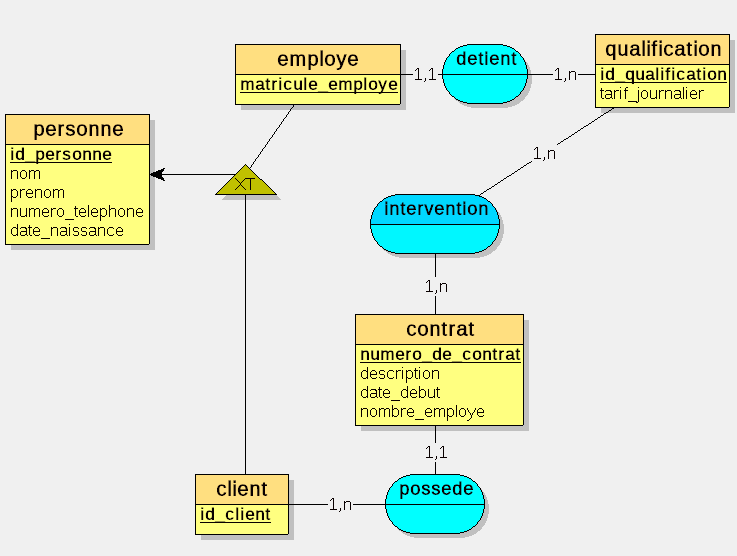 employe
matricule_employe
1,1
detient
1,n
qualification
id_qualification
tarif_journalier
personne
id_personne
nom
prenom
numero_telephone
date_naissance
XT
1,n
intervention
1,n
contrat
numero_de_contrat
description
date_debut
nombre_employe
1,1
client
id_client
1,n
possede